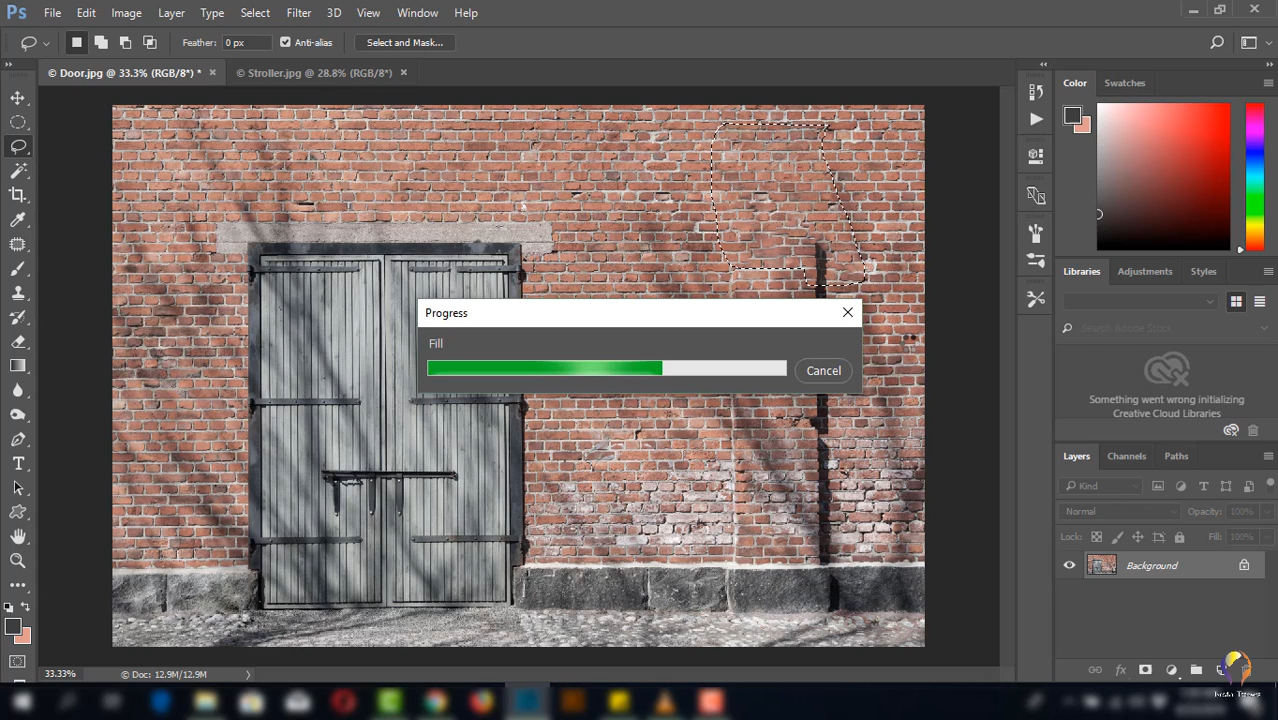 Ps File Edit Image Layer Type Select Filter 3D View Window Help
Feather: 0 px Anti-alias Select and Mask...
© Door.jpg @ 33.3% (RGB/8*) * × © Stroller.jpg @ 28.8% (RGB/8*) ×
Color Swatches
Libraries Adjustments Styles
Search Adobe Stock
Progress
Fill
Cancel
Something went wrong initializing
Creative Cloud Libraries
Layers Channels Paths
Kind
Normal Opacity: 100%
Lock: Fill: 100%
Background
33.33% © Doc: 12.9M/12.9M